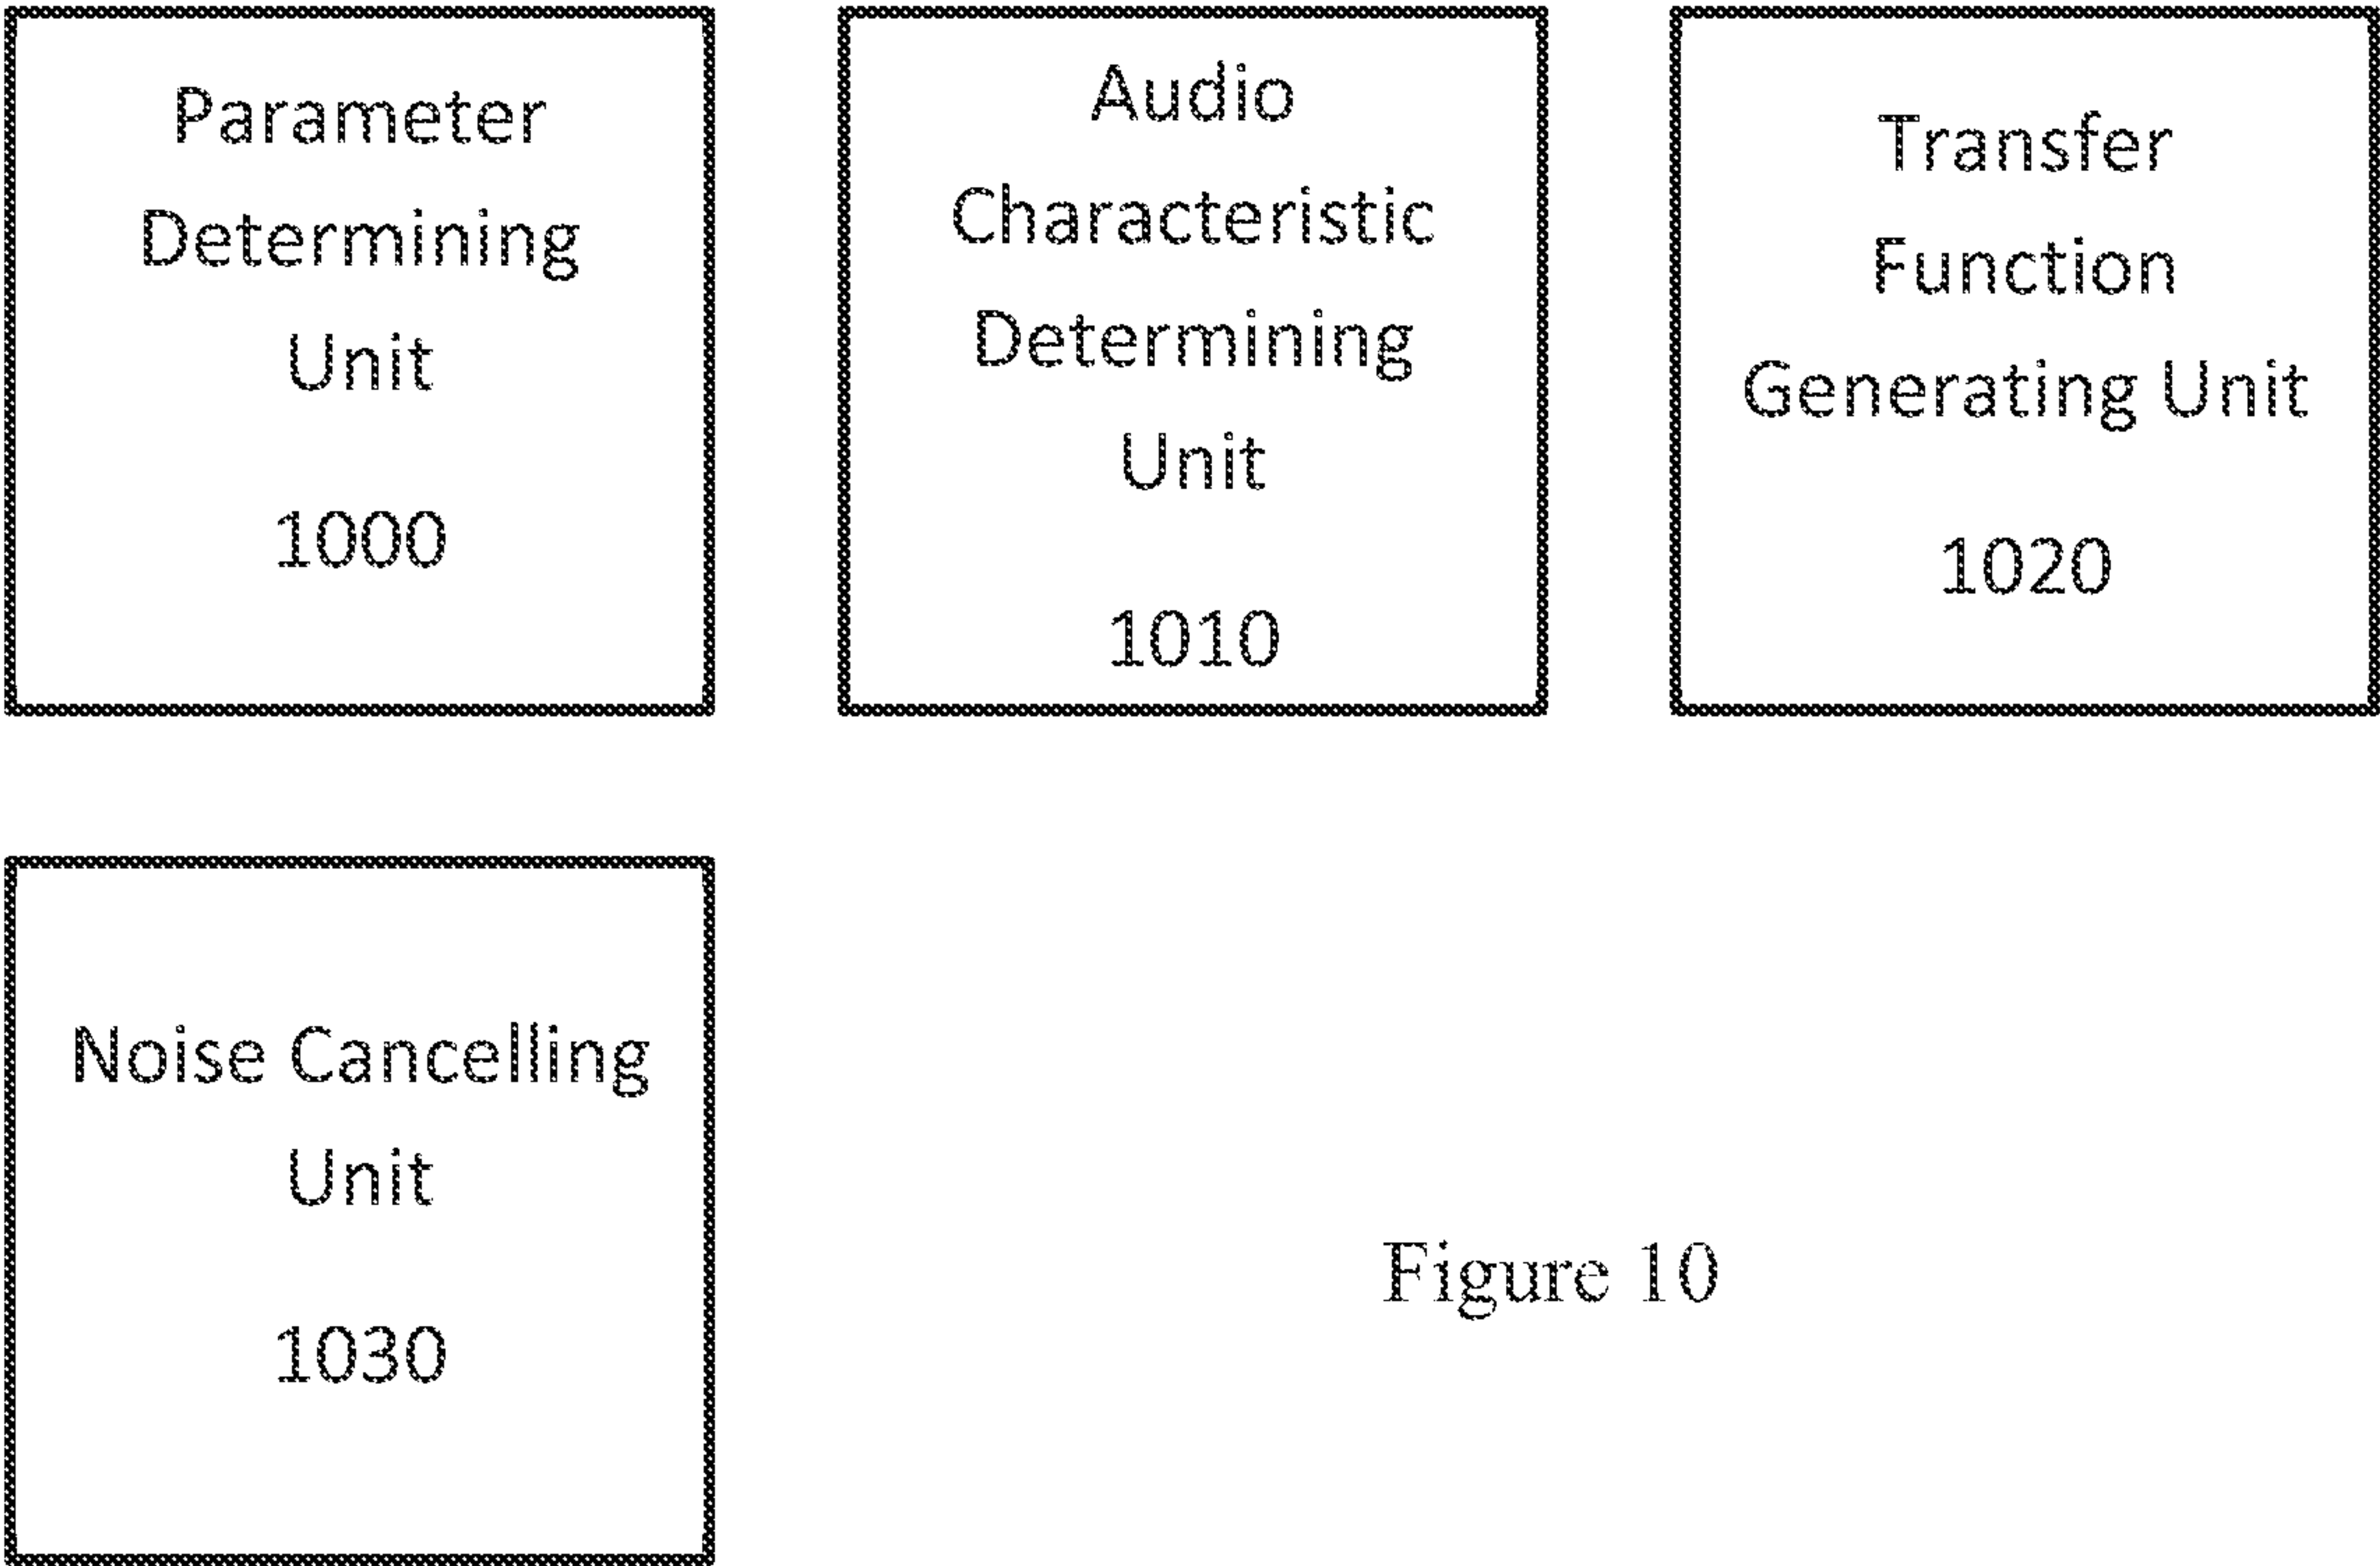 Parameter
Determining
Unit
1000
Audio
Characteristic
Determining
Unit
1010
Transfer
Function
Generating Unit
1020
Noise Cancelling
Unit
1030
Figure 10